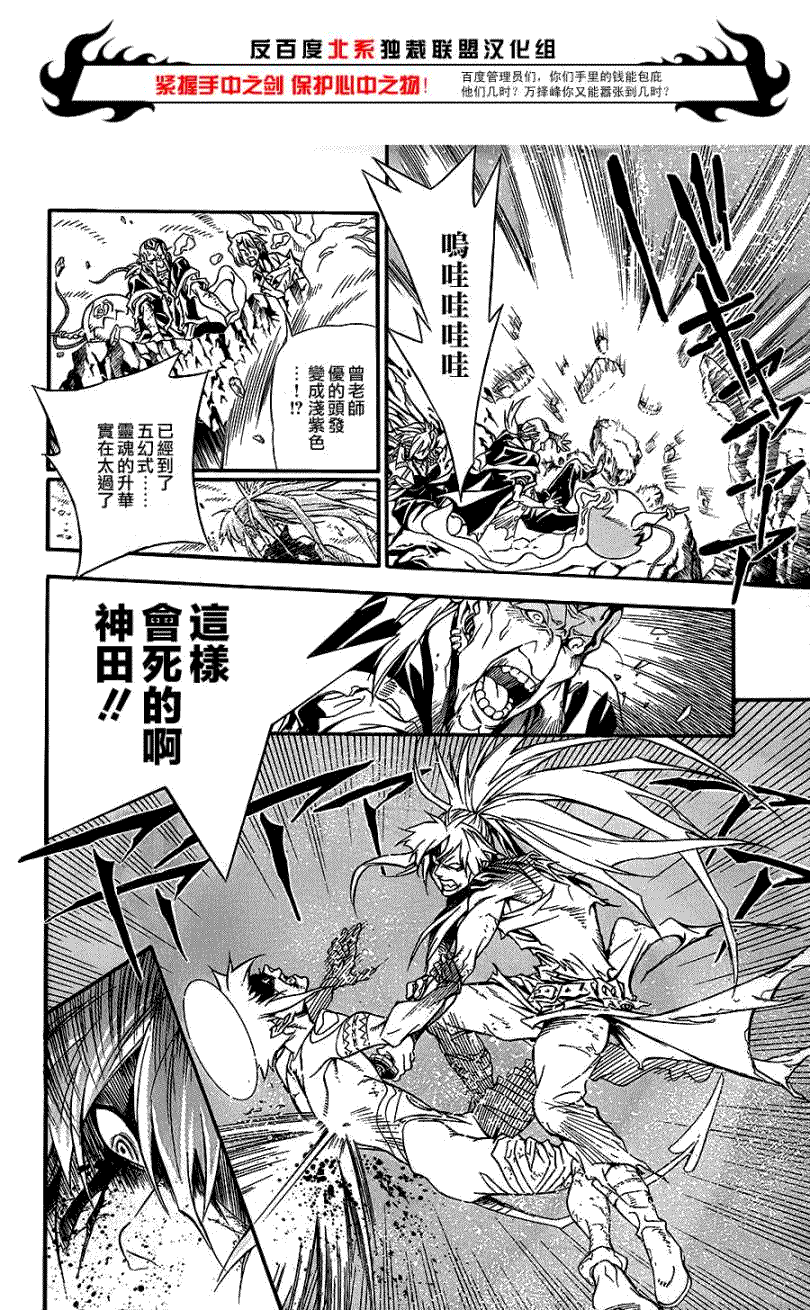 反百度北系独裁联盟汉化组
紧握手中之剑 保护心中之物！
百度管理员们，你们手里的钱能包庇
他们几时？万择峰你又能嚣张到几时？
嗚哇哇哇哇
曾老師
優的頭發
變成淺紫色
…！！？
已經到了
五幻式……
靈魂的升華
實在太過了
這樣
會死的啊
神田！！